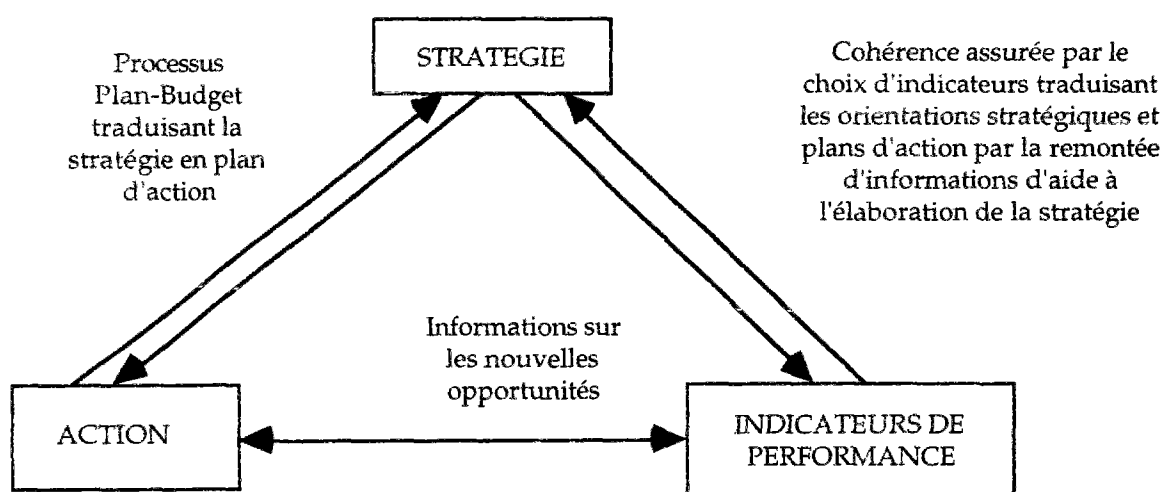 STRATEGIE
Processus
Plan-Budget
traduisant la
stratégie en plan
d'action
Cohérence assurée par le
choix d'indicateurs traduisant
les orientations stratégiques et
plans d'action par la remontée
d'informations d'aide à
l'élaboration de la stratégie
Informations sur
les nouvelles
opportunités
ACTION
INDICATEURS DE
PERFORMANCE